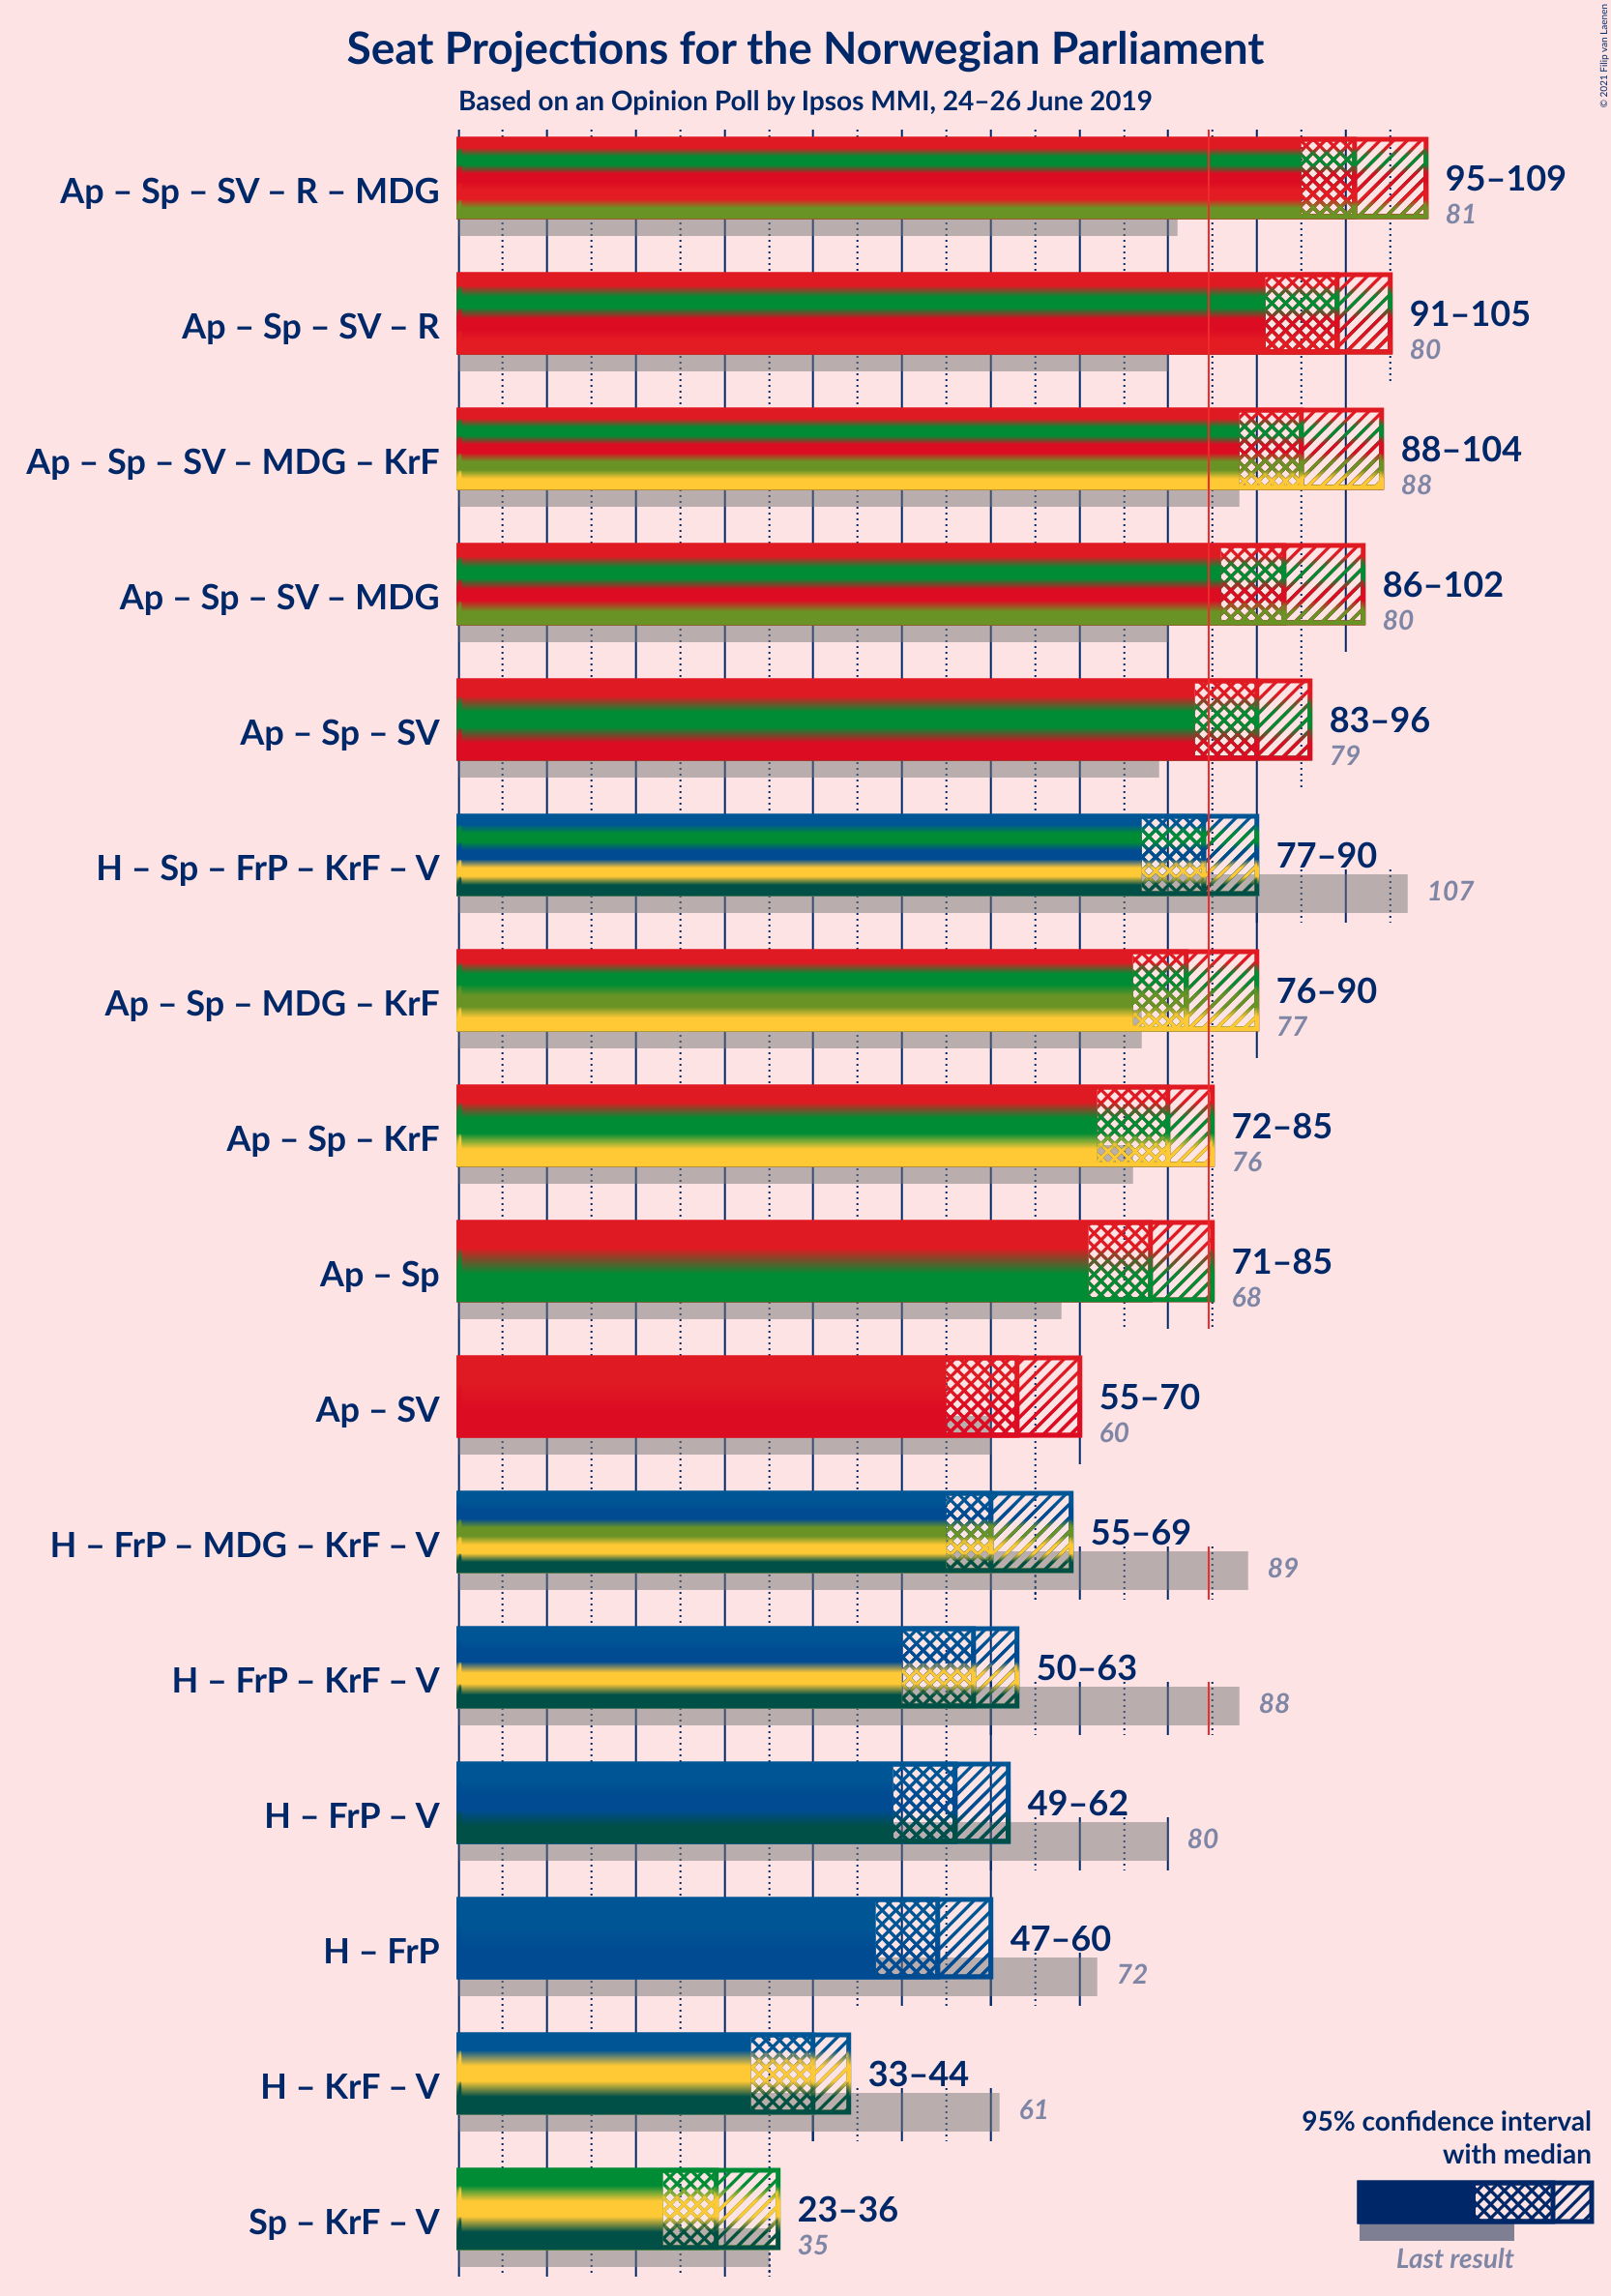 Seat Projections for the Norwegian Parliament
Based on an Opinion Poll by Ipsos MMI, 24–26 June 2019
© 2021 Filip van Laenen
Ap – Sp – SV – R – MDG
95–109
81
Ap – Sp – SV – R
91–105
80
Ap – Sp – SV – MDG – KrF
88–104
88
Ap – Sp – SV – MDG
86–102
80
Ap – Sp – SV
83–96
79
H – Sp – FrP – KrF – V
77–90
107
Ap – Sp – MDG – KrF
76–90
77
Ap – Sp – KrF
72–85
76
Ap – Sp
71–85
68
Ap – SV
55–70
60
H – FrP – MDG – KrF – V
55–69
89
H – FrP – KrF – V
50–63
88
H – FrP – V
49–62
80
H – FrP
47–60
72
H – KrF – V
33–44
61
Sp – KrF – V
23–36
35
95% confidence interval
with median
Last result